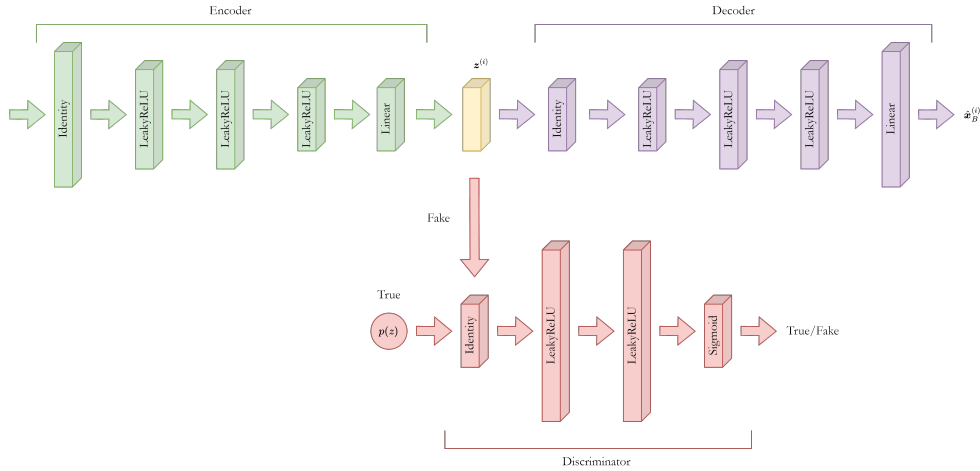 Encoder
Decoder
z^(i)
Identity
LeakyReLU
LeakyReLU
LeakyReLU
Linear
Identity
LeakyReLU
LeakyReLU
LeakyReLU
Linear
x̂_B^(i)
Fake
True
p(z)
Identity
LeakyReLU
LeakyReLU
Sigmoid
True/Fake
Discriminator